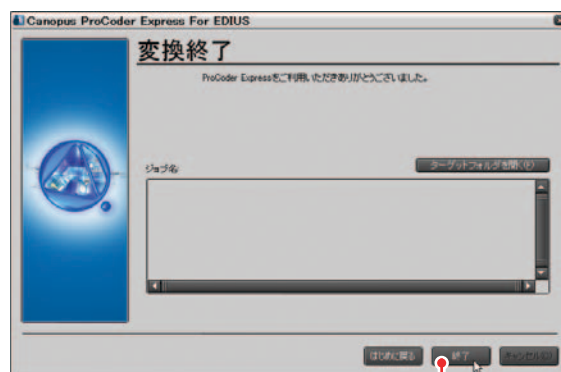 Canopus ProCoder Express For EDIUS
変換終了
ProCoder Expressをご利用いただきありがとうございました。
ジョブ名
ターゲットフォルダを開く(F)
はじめに戻る
終了
キャンセル(C)